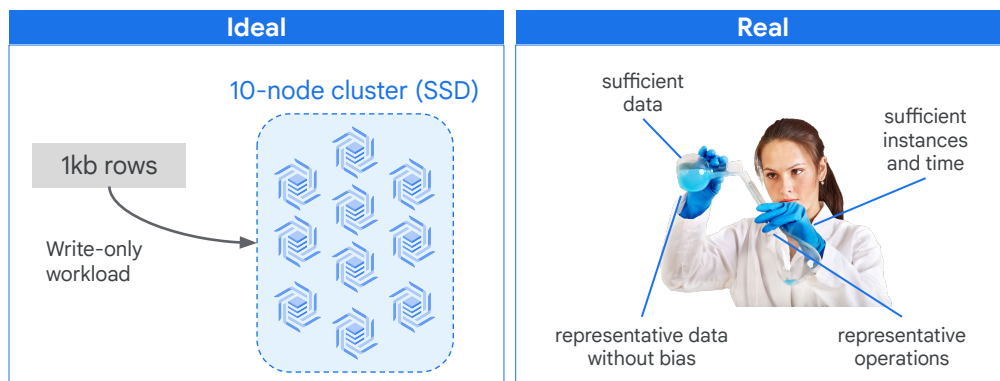 Ideal
10-node cluster (SSD)
1kb rows
Write-only
workload
Real
sufficient
data
sufficient
instances
and time
representative data
without bias
representative
operations